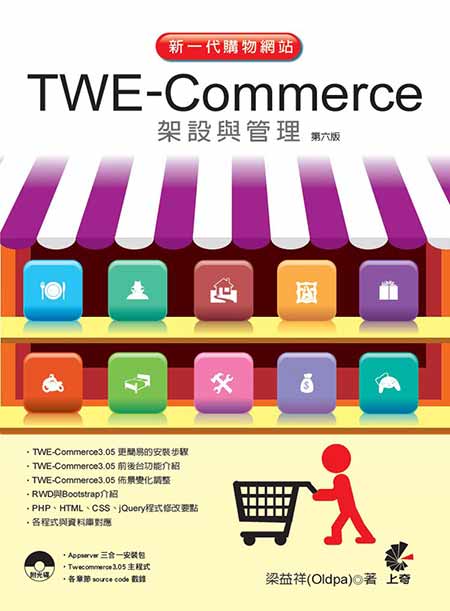 新一代購物網站
TWE-Commerce
架設與管理 第六版
$
・TWE-Commerce3.05 更簡易的安裝步驟
・TWE-Commerce3.05 前後台功能介紹
・TWE-Commerce3.05 佈景變化調整
・RWD與Bootstrap介紹
・PHP、HTML、CSS、jQuery程式修改要點
・各程式與資料庫對應
附光碟
・Appserver 三合一安裝包
・Twecommerce3.05 主程式
・各章節 source code 載錄
梁益祥(Oldpa)◎著
上奇